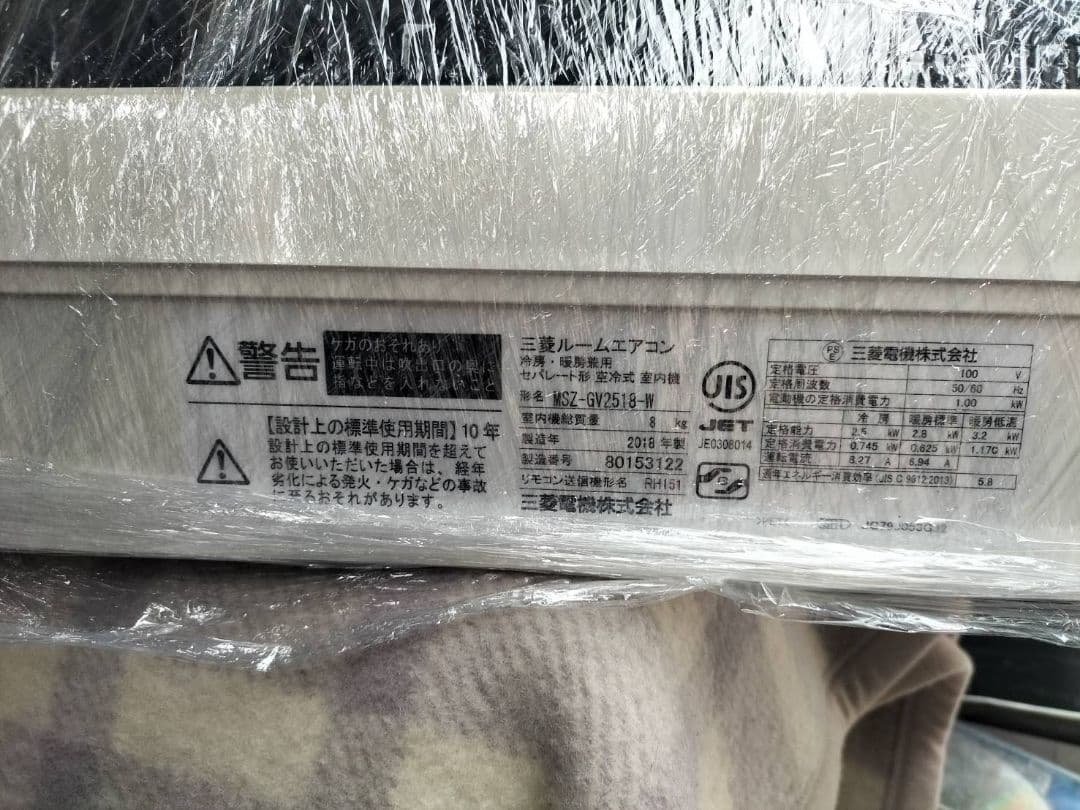 警告
ケガのおそれあり
運転中は吹出口の奥に
指などを入れないこと
【設計上の標準使用期間】10年
設計上の標準使用期間を超えて
お使いいただいた場合は、経年
劣化による発火・ケガなどの事故
に至るおそれがあります。
三菱ルームエアコン
冷房・暖房兼用
セパレート形 空冷式 室内機
形名 MSZ-GV2518-W
室内機総質量 8 kg
製造年 2018年製
製造番号 80153122
リモコン送信機形名 RH151
三菱電機株式会社
JIS
JET
JE0308014
PS E 三菱電機株式会社
定格電圧 100 V
定格周波数 50/60 Hz
電動機の定格消費電力 1.00 kW
冷房 暖房標準 暖房低温
定格能力 2.5 kW 2.8 kW 3.2 kW
定格消費電力 0.745 kW 0.625 kW 1.170 kW
運転電流 8.27 A 6.94 A
通年エネルギー消費効率(JIS C 9612:2013) 5.8